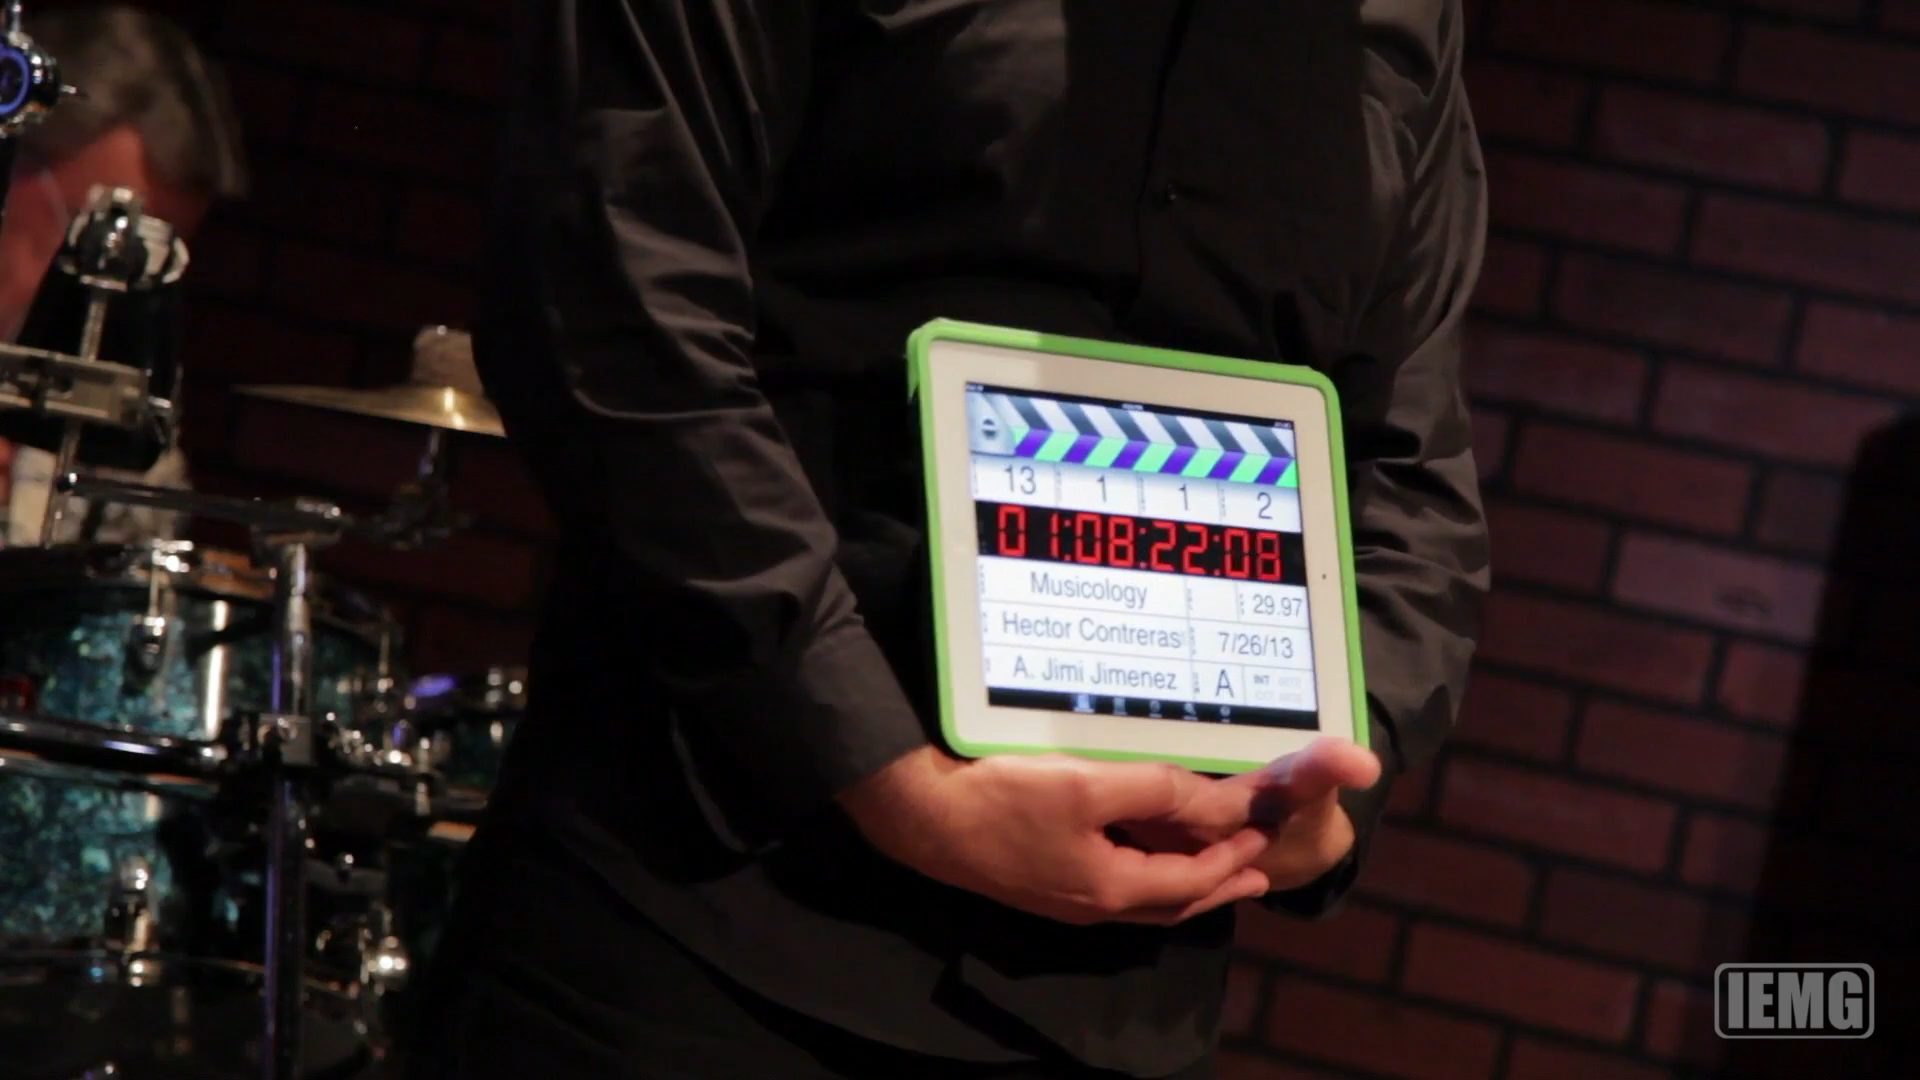 13 1 1 2
01:08:22:08
Musicology 29.97
Hector Contreras 7/26/13
A. Jimi Jimenez A INT
IEMG